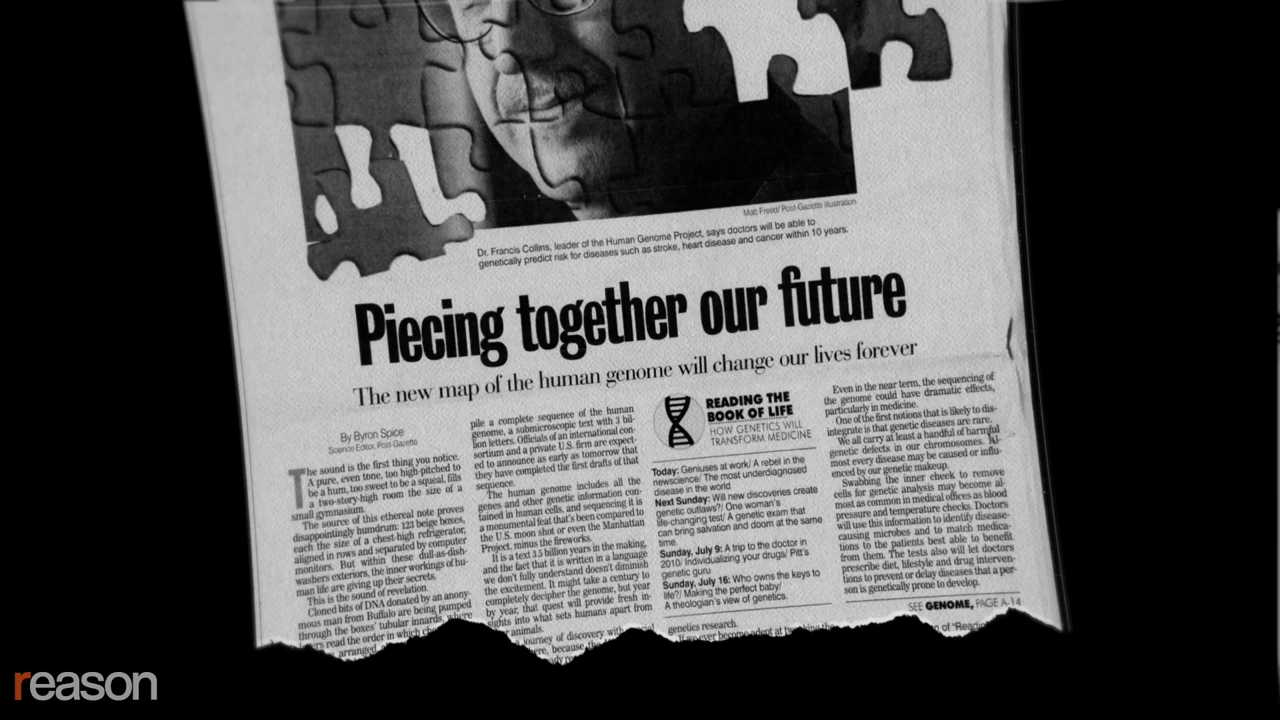 Matt Freed/ Post-Gazette illustration
Dr. Francis Collins, leader of the Human Genome Project, says doctors will be able to
genetically predict risk for diseases such as stroke, heart disease and cancer within 10 years.
Piecing together our future
The new map of the human genome will change our lives forever
By Byron Spice
Science Editor, Post-Gazette
The sound is the first thing you notice.
A pure, even tone, too high-pitched to
be a hum, too sweet to be a squeal, fills
a two-story-high room the size of a
small gymnasium.
The source of this ethereal note proves
disappointingly humdrum: 123 beige boxes,
each the size of a chest-high refrigerator,
aligned in rows and separated by computer
monitors. But within these dull-as-dish-
washers exteriors, the inner workings of hu-
man life are giving up their secrets.
This is the sound of revelation.
Cloned bits of DNA donated by an anony-
mous man from Buffalo are being pumped
through the boxes' tubular innards, where
read the order in which
arranged
pile a complete sequence of the human
genome, a submicroscopic text with 3 bil-
lion letters. Officials of an international con-
sortium and a private U.S. firm are expect-
ed to announce as early as tomorrow that
they have completed the first drafts of that
sequence.
The human genome includes all the
genes and other genetic information con-
tained in human cells, and sequencing it is
a monumental feat that's been compared to
the U.S. moon shot or even the Manhattan
Project, minus the fireworks.
It is a text 3.5 billion years in the making,
and the fact that it is written in a language
we don't fully understand doesn't diminish
the excitement. It might take a century to
completely decipher the genome, but year
by year, that quest will provide fresh in-
sights into what sets humans apart from
animals.
journey of discovery with
because the
READING THE
BOOK OF LIFE
HOW GENETICS WILL
TRANSFORM MEDICINE
Today: Geniuses at work/ A rebel in the
newscience/ The most underdiagnosed
disease in the world
Next Sunday: Will new discoveries create
genetic outlaws?/ One woman's
life-changing test/ A genetic exam that
can bring salvation and doom at the same
time.
Sunday, July 9: A trip to the doctor in
2010/ Individualizing your drugs/ Pitt's
genetic guru
Sunday, July 16: Who owns the keys to
life?/ Making the perfect baby/
A theologian's view of genetics.
genetics research.
ever become adept at
Even in the near term, the sequencing of
the genome could have dramatic effects,
particularly in medicine.
One of the first notions that is likely to dis-
integrate is that genetic diseases are rare.
We all carry at least a handful of harmful
genetic defects in our chromosomes. Al-
most every disease may be caused or influ-
enced by our genetic makeup.
Swabbing the inner cheek to remove
cells for genetic analysis may become al-
most as common in medical offices as blood
pressure and temperature checks. Doctors
will use this information to identify disease-
causing microbes and to match medica-
tions to the patients best able to benefit
from them. The tests also will let doctors
prescribe diet, lifestyle and drug interven-
tions to prevent or delay diseases that a per-
son is genetically prone to develop.
SEE GENOME, PAGE A-14
of "Reading
reason